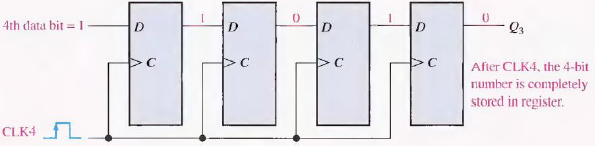 4th data bit = 1
D
1
D
0
D
1
D
0
Q3
C
C
C
C
After CLK4, the 4-bit
number is completely
stored in register.
CLK4